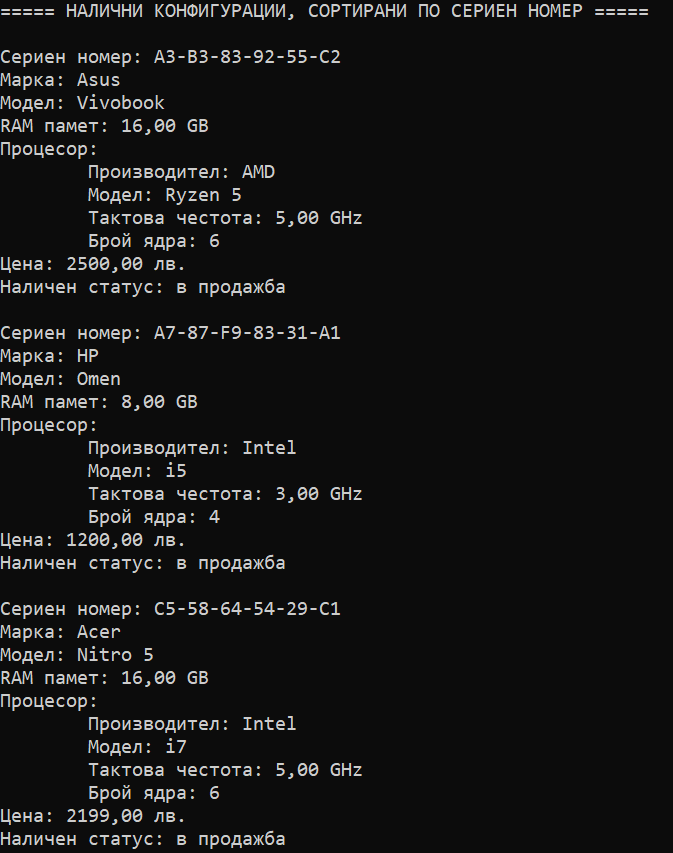 ===== НАЛИЧНИ КОНФИГУРАЦИИ, СОРТИРАНИ ПО СЕРИЕН НОМЕР =====
Сериен номер: A3-B3-83-92-55-C2
Марка: Asus
Модел: Vivobook
RAM памет: 16,00 GB
Процесор:
Производител: AMD
Модел: Ryzen 5
Тактова честота: 5,00 GHz
Брой ядра: 6
Цена: 2500,00 лв.
Наличен статус: в продажба
Сериен номер: A7-87-F9-83-31-A1
Марка: HP
Модел: Omen
RAM памет: 8,00 GB
Процесор:
Производител: Intel
Модел: i5
Тактова честота: 3,00 GHz
Брой ядра: 4
Цена: 1200,00 лв.
Наличен статус: в продажба
Сериен номер: C5-58-64-54-29-C1
Марка: Acer
Модел: Nitro 5
RAM памет: 16,00 GB
Процесор:
Производител: Intel
Модел: i7
Тактова честота: 5,00 GHz
Брой ядра: 6
Цена: 2199,00 лв.
Наличен статус: в продажба